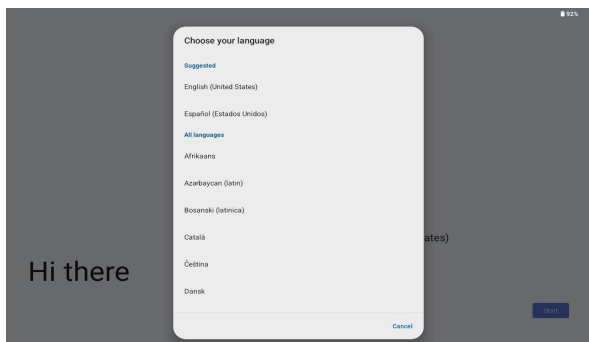 92%
Choose your language
Suggested
English (United States)
Español (Estados Unidos)
All languages
Afrikaans
Azərbaycan (latın)
Bosanski (latinica)
Català
ates)
Čeština
Hi there
Dansk
Start
Cancel